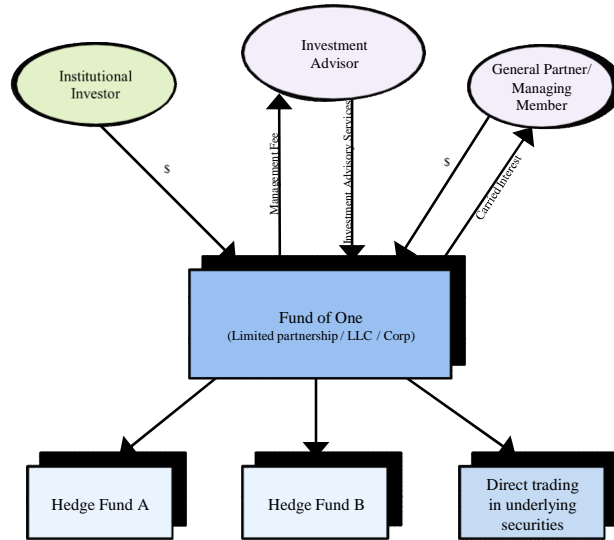 Institutional
Investor
Investment
Advisor
General Partner/
Managing
Member
$
Management Fee
Investment Advisory Services
$
Carried Interest
Fund of One
(Limited partnership / LLC / Corp)
Hedge Fund A
Hedge Fund B
Direct trading
in underlying
securities